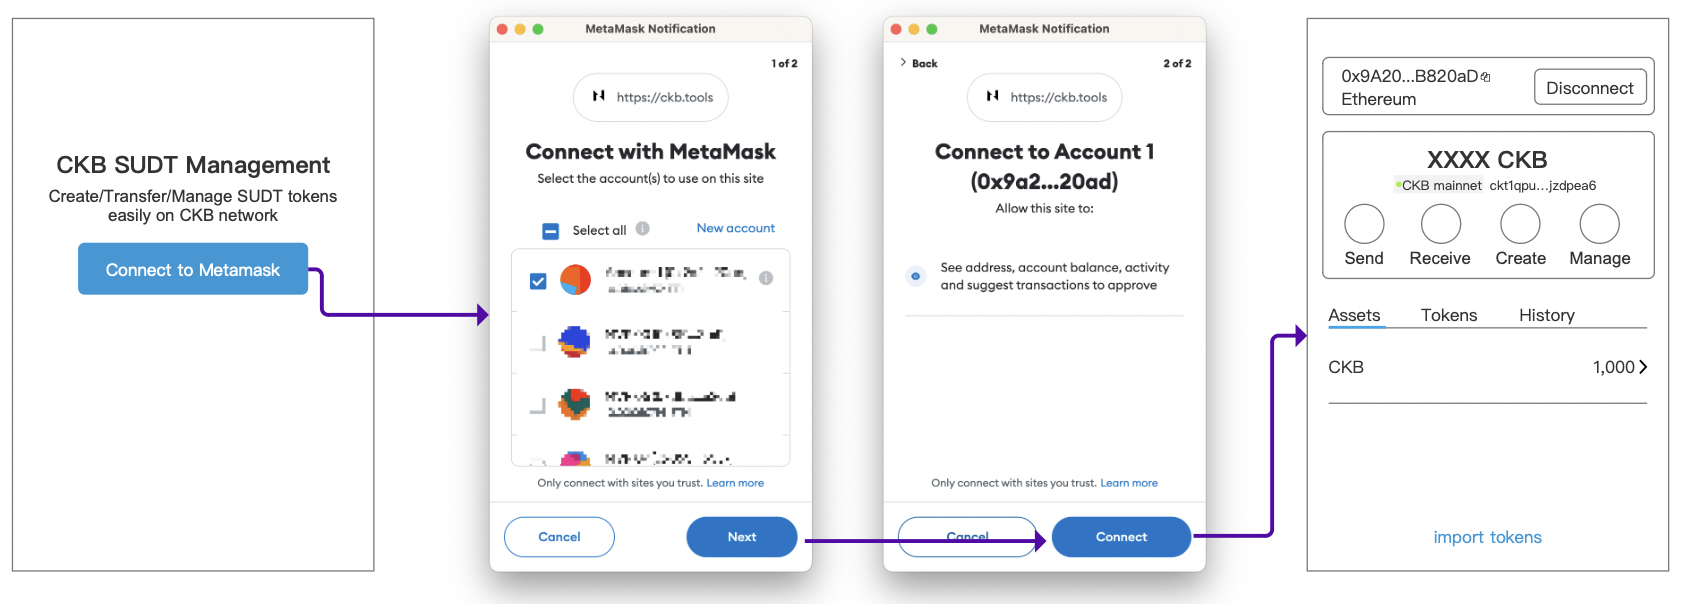 CKB SUDT Management
Create/Transfer/Manage SUDT tokens
easily on CKB network
Connect to Metamask
MetaMask Notification
1 of 2
https://ckb.tools
Connect with MetaMask
Select the account(s) to use on this site
Select all
New account
Only connect with sites you trust. Learn more
Cancel
Next
MetaMask Notification
Back
2 of 2
https://ckb.tools
Connect to Account 1
(0x9a2...20ad)
Allow this site to:
See address, account balance, activity
and suggest transactions to approve
Only connect with sites you trust. Learn more
Cancel
Connect
0x9A20...B820aD
Ethereum
Disconnect
XXXX CKB
CKB mainnet ckt1qpu...jzdpea6
Send
Receive
Create
Manage
Assets
Tokens
History
CKB
1,000
import tokens